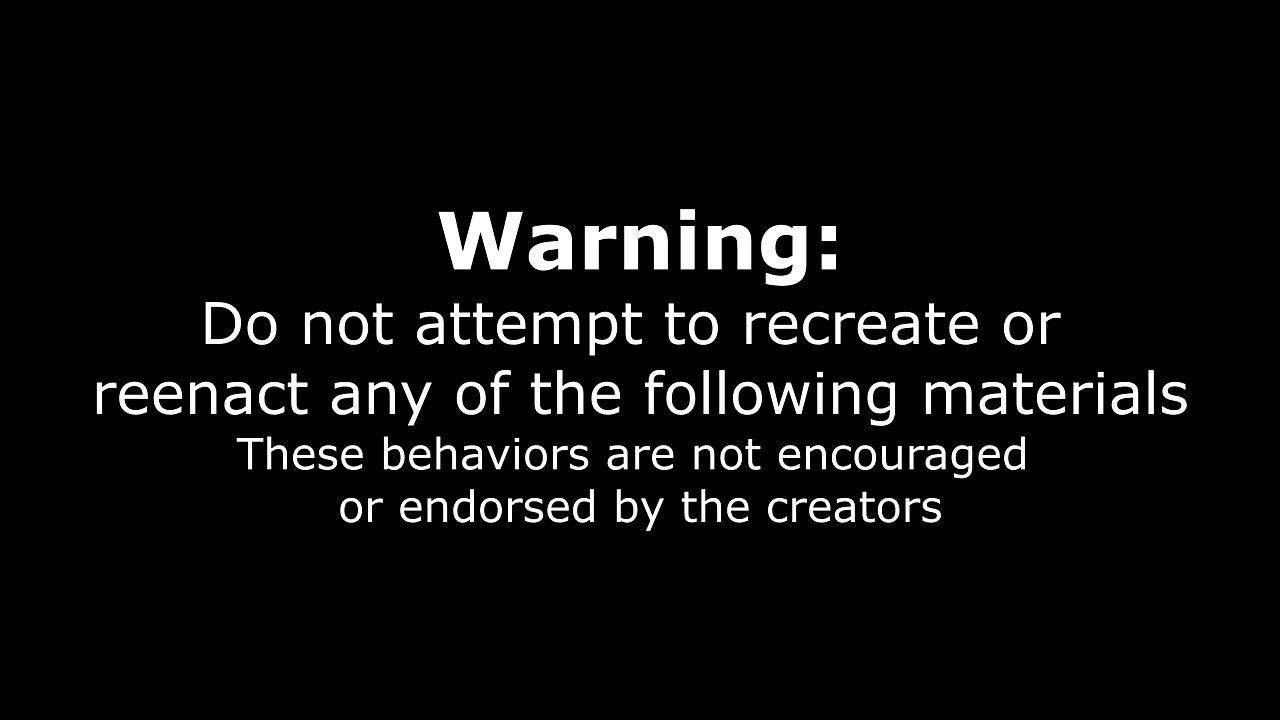 Warning:
Do not attempt to recreate or
reenact any of the following materials
These behaviors are not encouraged
or endorsed by the creators